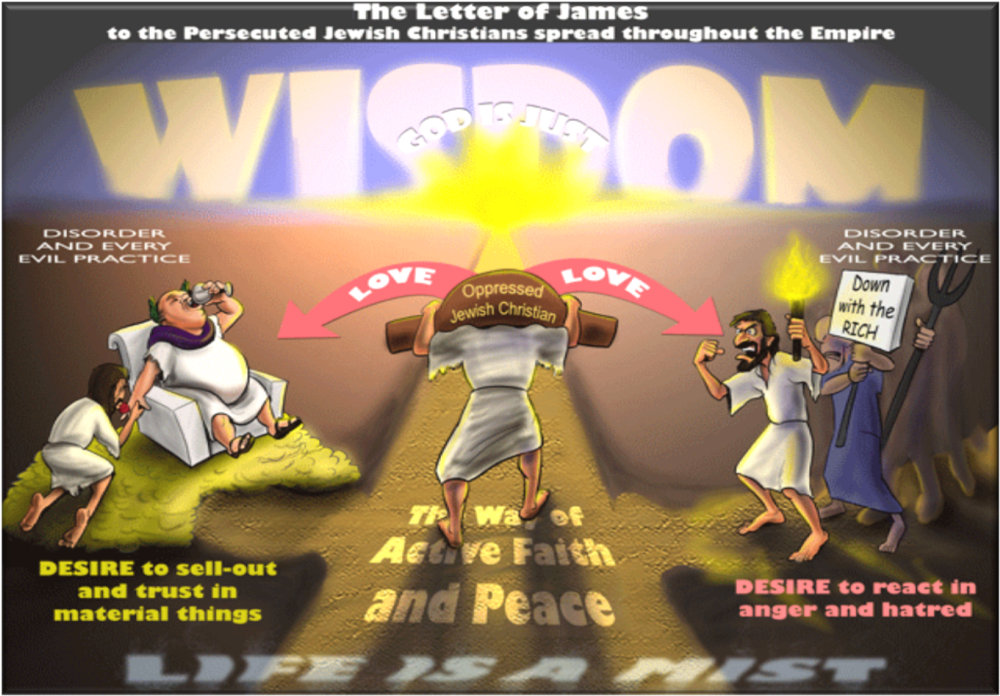 The Letter of James
to the Persecuted Jewish Christians spread throughout the Empire
WISDOM
GOD IS JUST
DISORDER
AND EVERY
EVIL PRACTICE
DISORDER
AND EVERY
EVIL PRACTICE
LOVE
LOVE
Oppressed
Jewish Christian
Down
with the
RICH
The Way of
Active Faith
and Peace
DESIRE to sell-out
and trust in
material things
DESIRE to react in
anger and hatred
LIFE IS A MIST